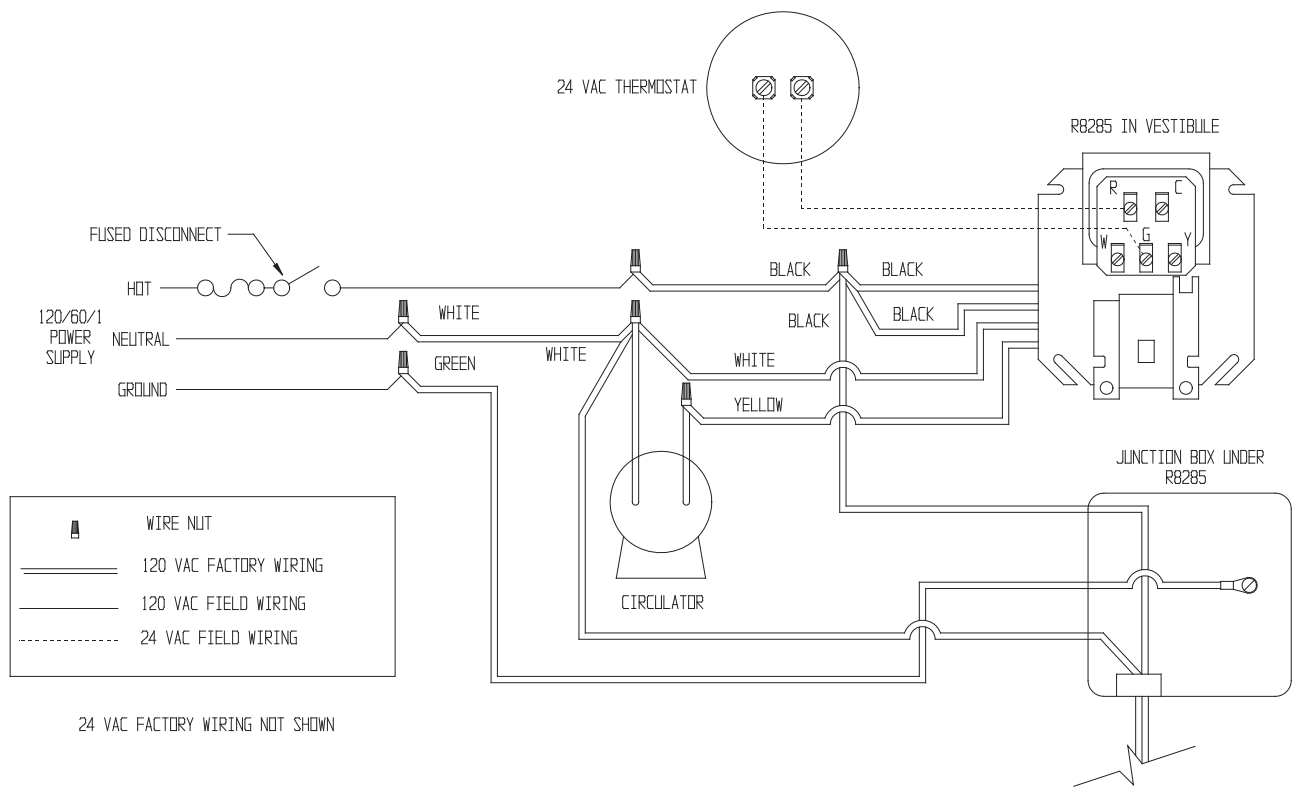 24 VAC THERMOSTAT
R8285 IN VESTIBULE
R
C
W
G
Y
FUSED DISCONNECT
HOT
120/60/1
POWER
SUPPLY
NEUTRAL
GROUND
WHITE
GREEN
WHITE
BLACK
BLACK
BLACK
BLACK
WHITE
YELLOW
CIRCULATOR
JUNCTION BOX UNDER
R8285
WIRE NUT
120 VAC FACTORY WIRING
120 VAC FIELD WIRING
24 VAC FIELD WIRING
24 VAC FACTORY WIRING NOT SHOWN